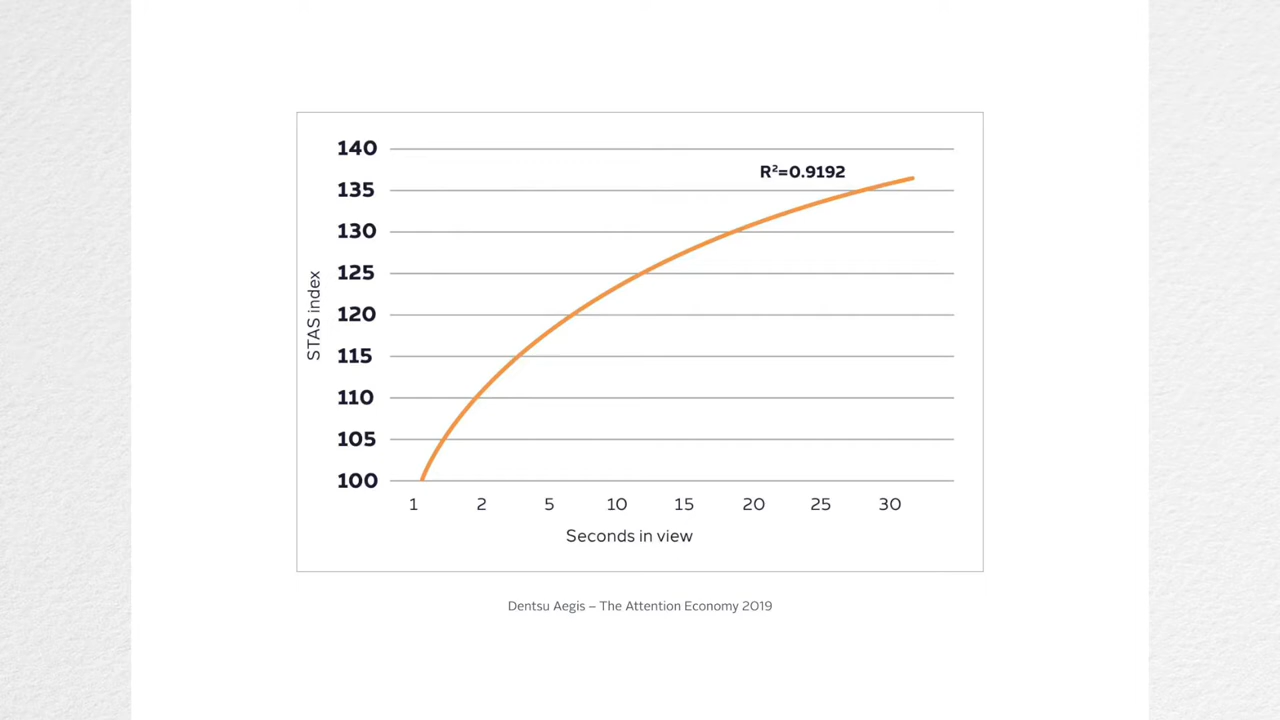 140
R²=0.9192
135
130
125
120
115
110
105
100
STAS index
1 2 5 10 15 20 25 30
Seconds in view
Dentsu Aegis – The Attention Economy 2019